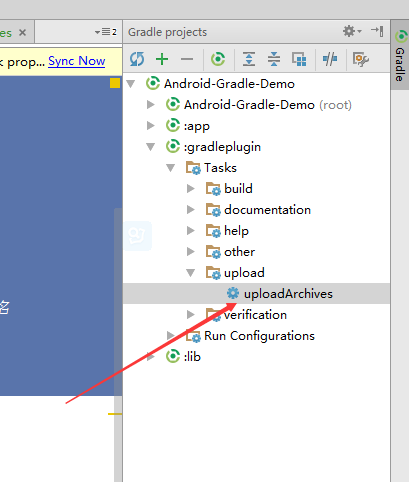 es
≡2
Gradle projects
k prop... Sync Now
Android-Gradle-Demo
Android-Gradle-Demo (root)
:app
:gradleplugin
Tasks
build
documentation
help
other
upload
uploadArchives
verification
Run Configurations
:lib
名
Gradle